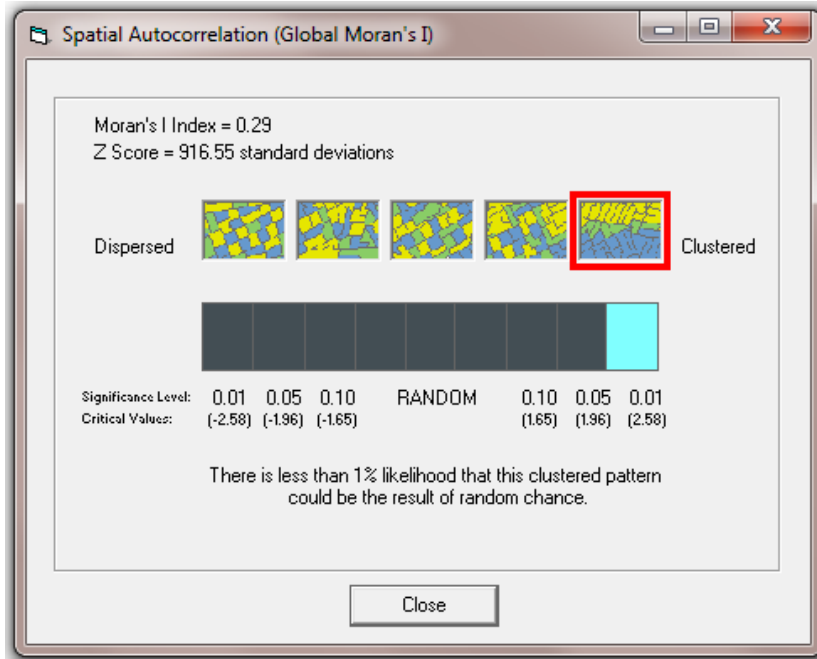 Spatial Autocorrelation (Global Moran's I)
Moran's I Index = 0.29
Z Score = 916.55 standard deviations
Dispersed
Clustered
Significance Level: 0.01 0.05 0.10 RANDOM 0.10 0.05 0.01
Critical Values: (-2.58) (-1.96) (-1.65) (1.65) (1.96) (2.58)
There is less than 1% likelihood that this clustered pattern
could be the result of random chance.
Close